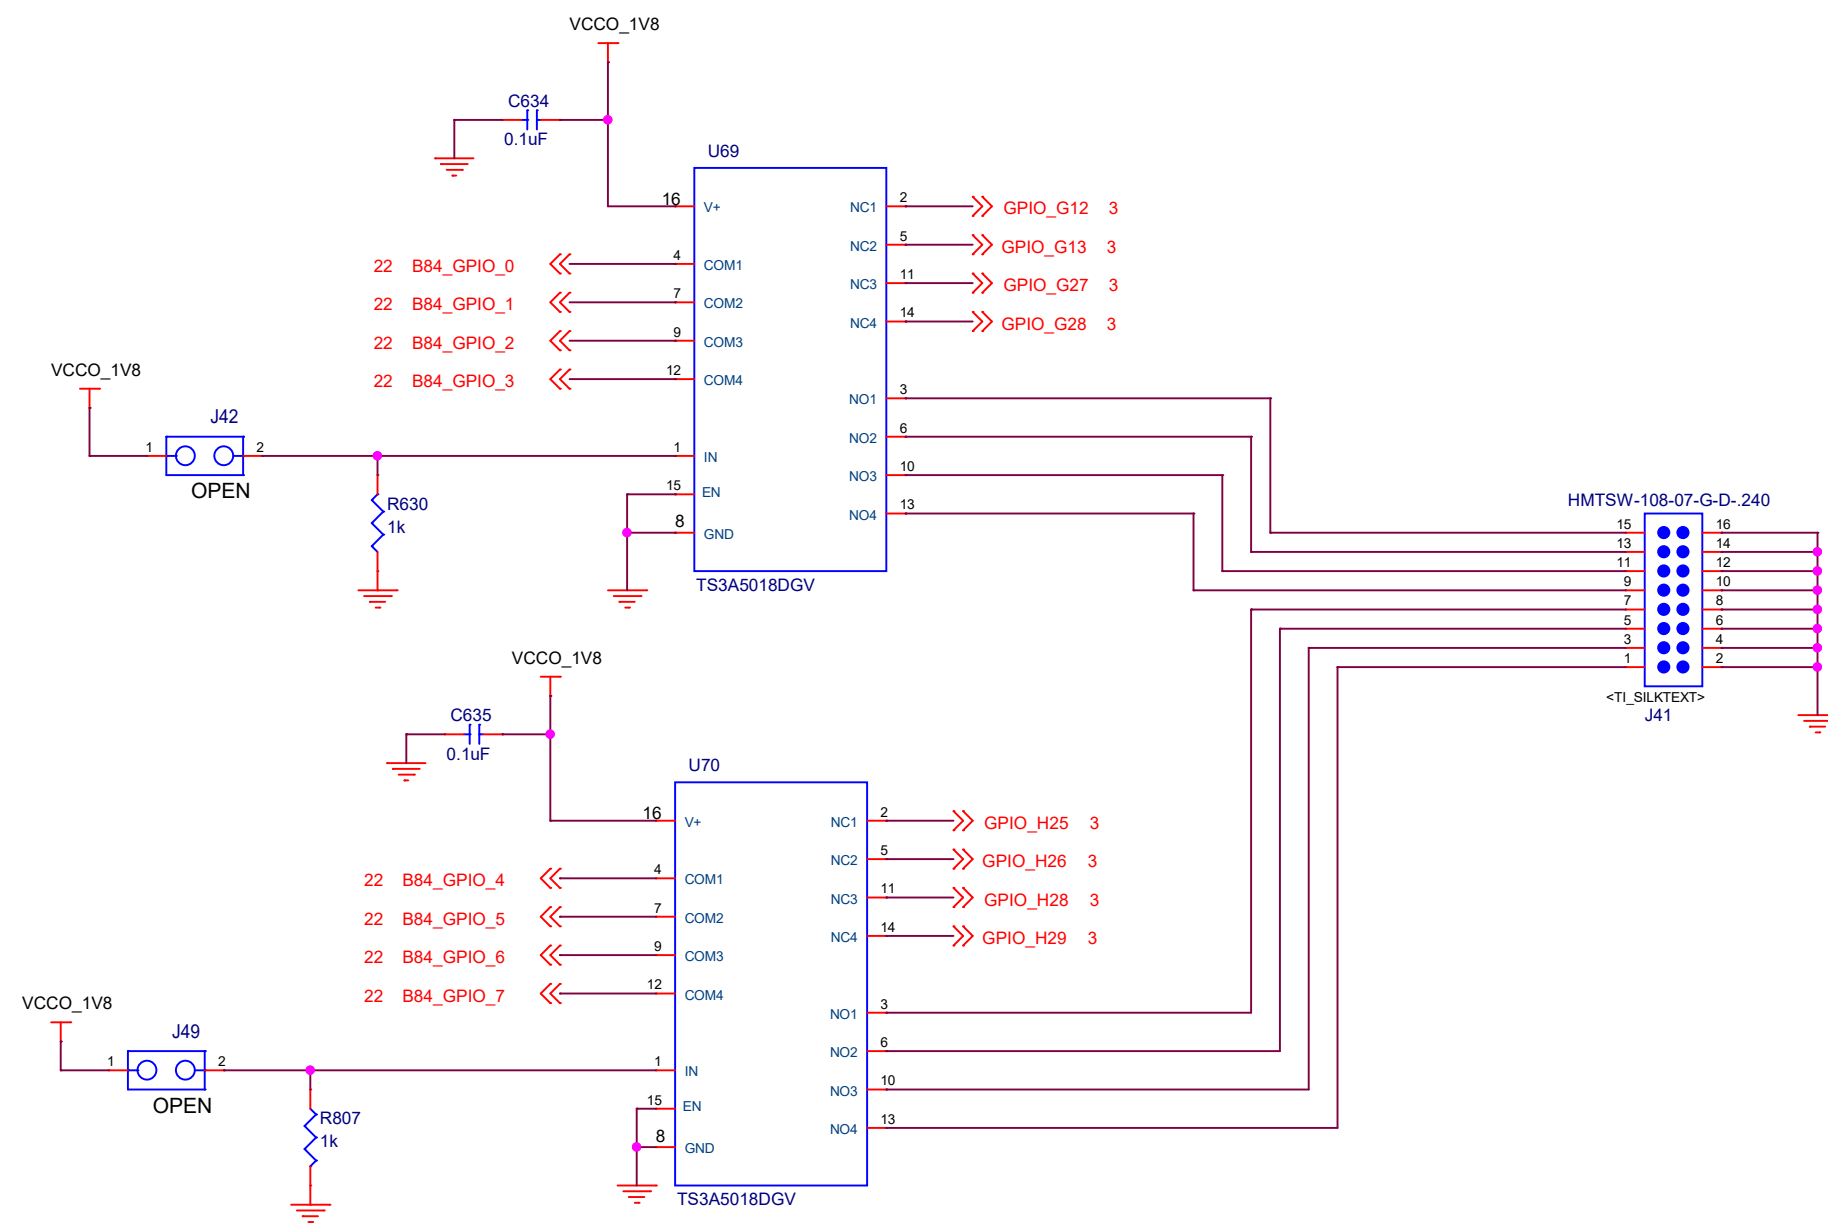 VCCO_1V8
C634
0.1uF
U69
16 V+ NC1 2 GPIO_G12 3
NC2 5 GPIO_G13 3
22 B84_GPIO_0 4 COM1
NC3 11 GPIO_G27 3
22 B84_GPIO_1 7 COM2
NC4 14 GPIO_G28 3
22 B84_GPIO_2 9 COM3
22 B84_GPIO_3 12 COM4
NO1 3
VCCO_1V8
J42
NO2 6
1 2 1 IN
NO3 10
OPEN
15 EN
R630
1k
NO4 13
8 GND
TS3A5018DGV
HMTSW-108-07-G-D-.240
15 16
13 14
11 12
9 10
7 8
5 6
3 4
1 2
<TI_SILKTEXT>
J41
VCCO_1V8
C635
0.1uF
U70
16 V+ NC1 2 GPIO_H25 3
NC2 5 GPIO_H26 3
22 B84_GPIO_4 4 COM1
NC3 11 GPIO_H28 3
22 B84_GPIO_5 7 COM2
NC4 14 GPIO_H29 3
22 B84_GPIO_6 9 COM3
22 B84_GPIO_7 12 COM4
NO1 3
VCCO_1V8
J49
NO2 6
1 2 1 IN
NO3 10
OPEN
15 EN
R807
1k
NO4 13
8 GND
TS3A5018DGV